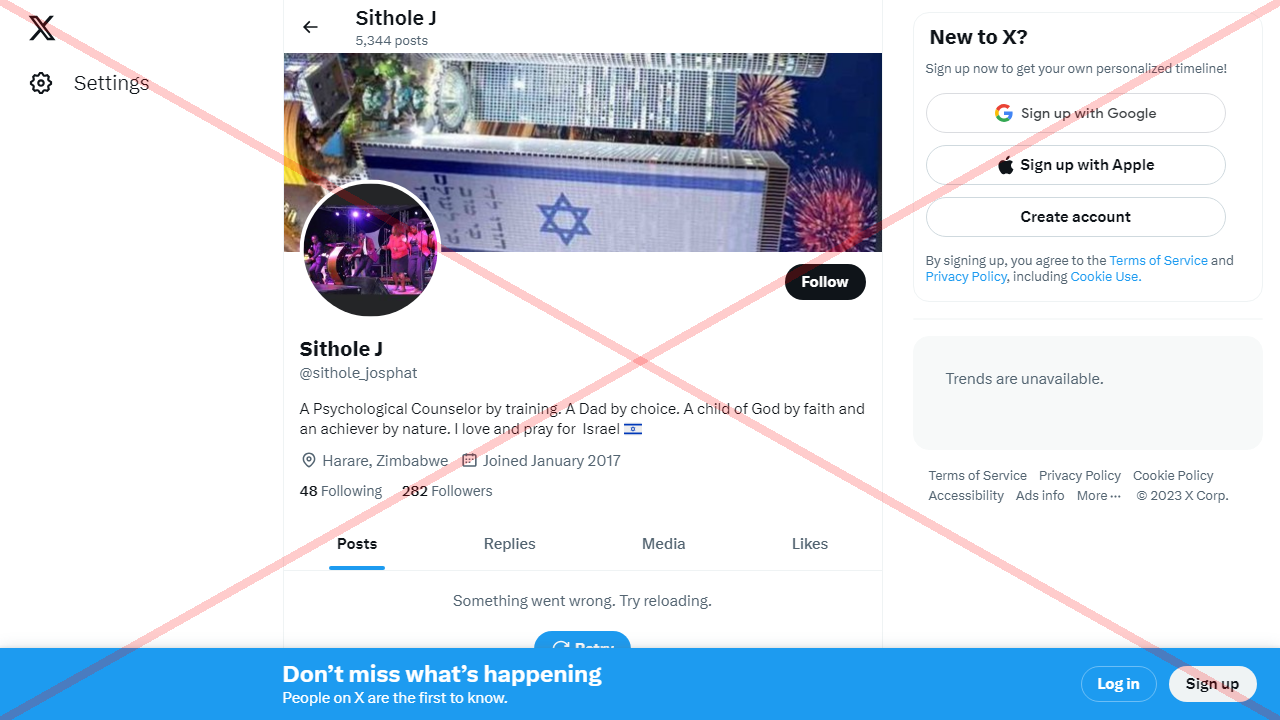 Settings
Sithole J
5,344 posts
Follow
Sithole J
@sithole_josphat
A Psychological Counselor by training. A Dad by choice. A child of God by faith and
an achiever by nature. I love and pray for Israel
Harare, Zimbabwe Joined January 2017
48 Following 282 Followers
Posts Replies Media Likes
Something went wrong. Try reloading.
Retry
New to X?
Sign up now to get your own personalized timeline!
Sign up with Google
Sign up with Apple
Create account
By signing up, you agree to the Terms of Service and
Privacy Policy, including Cookie Use.
Trends are unavailable.
Terms of Service Privacy Policy Cookie Policy
Accessibility Ads info More ··· © 2023 X Corp.
Don’t miss what’s happening
People on X are the first to know.
Log in Sign up